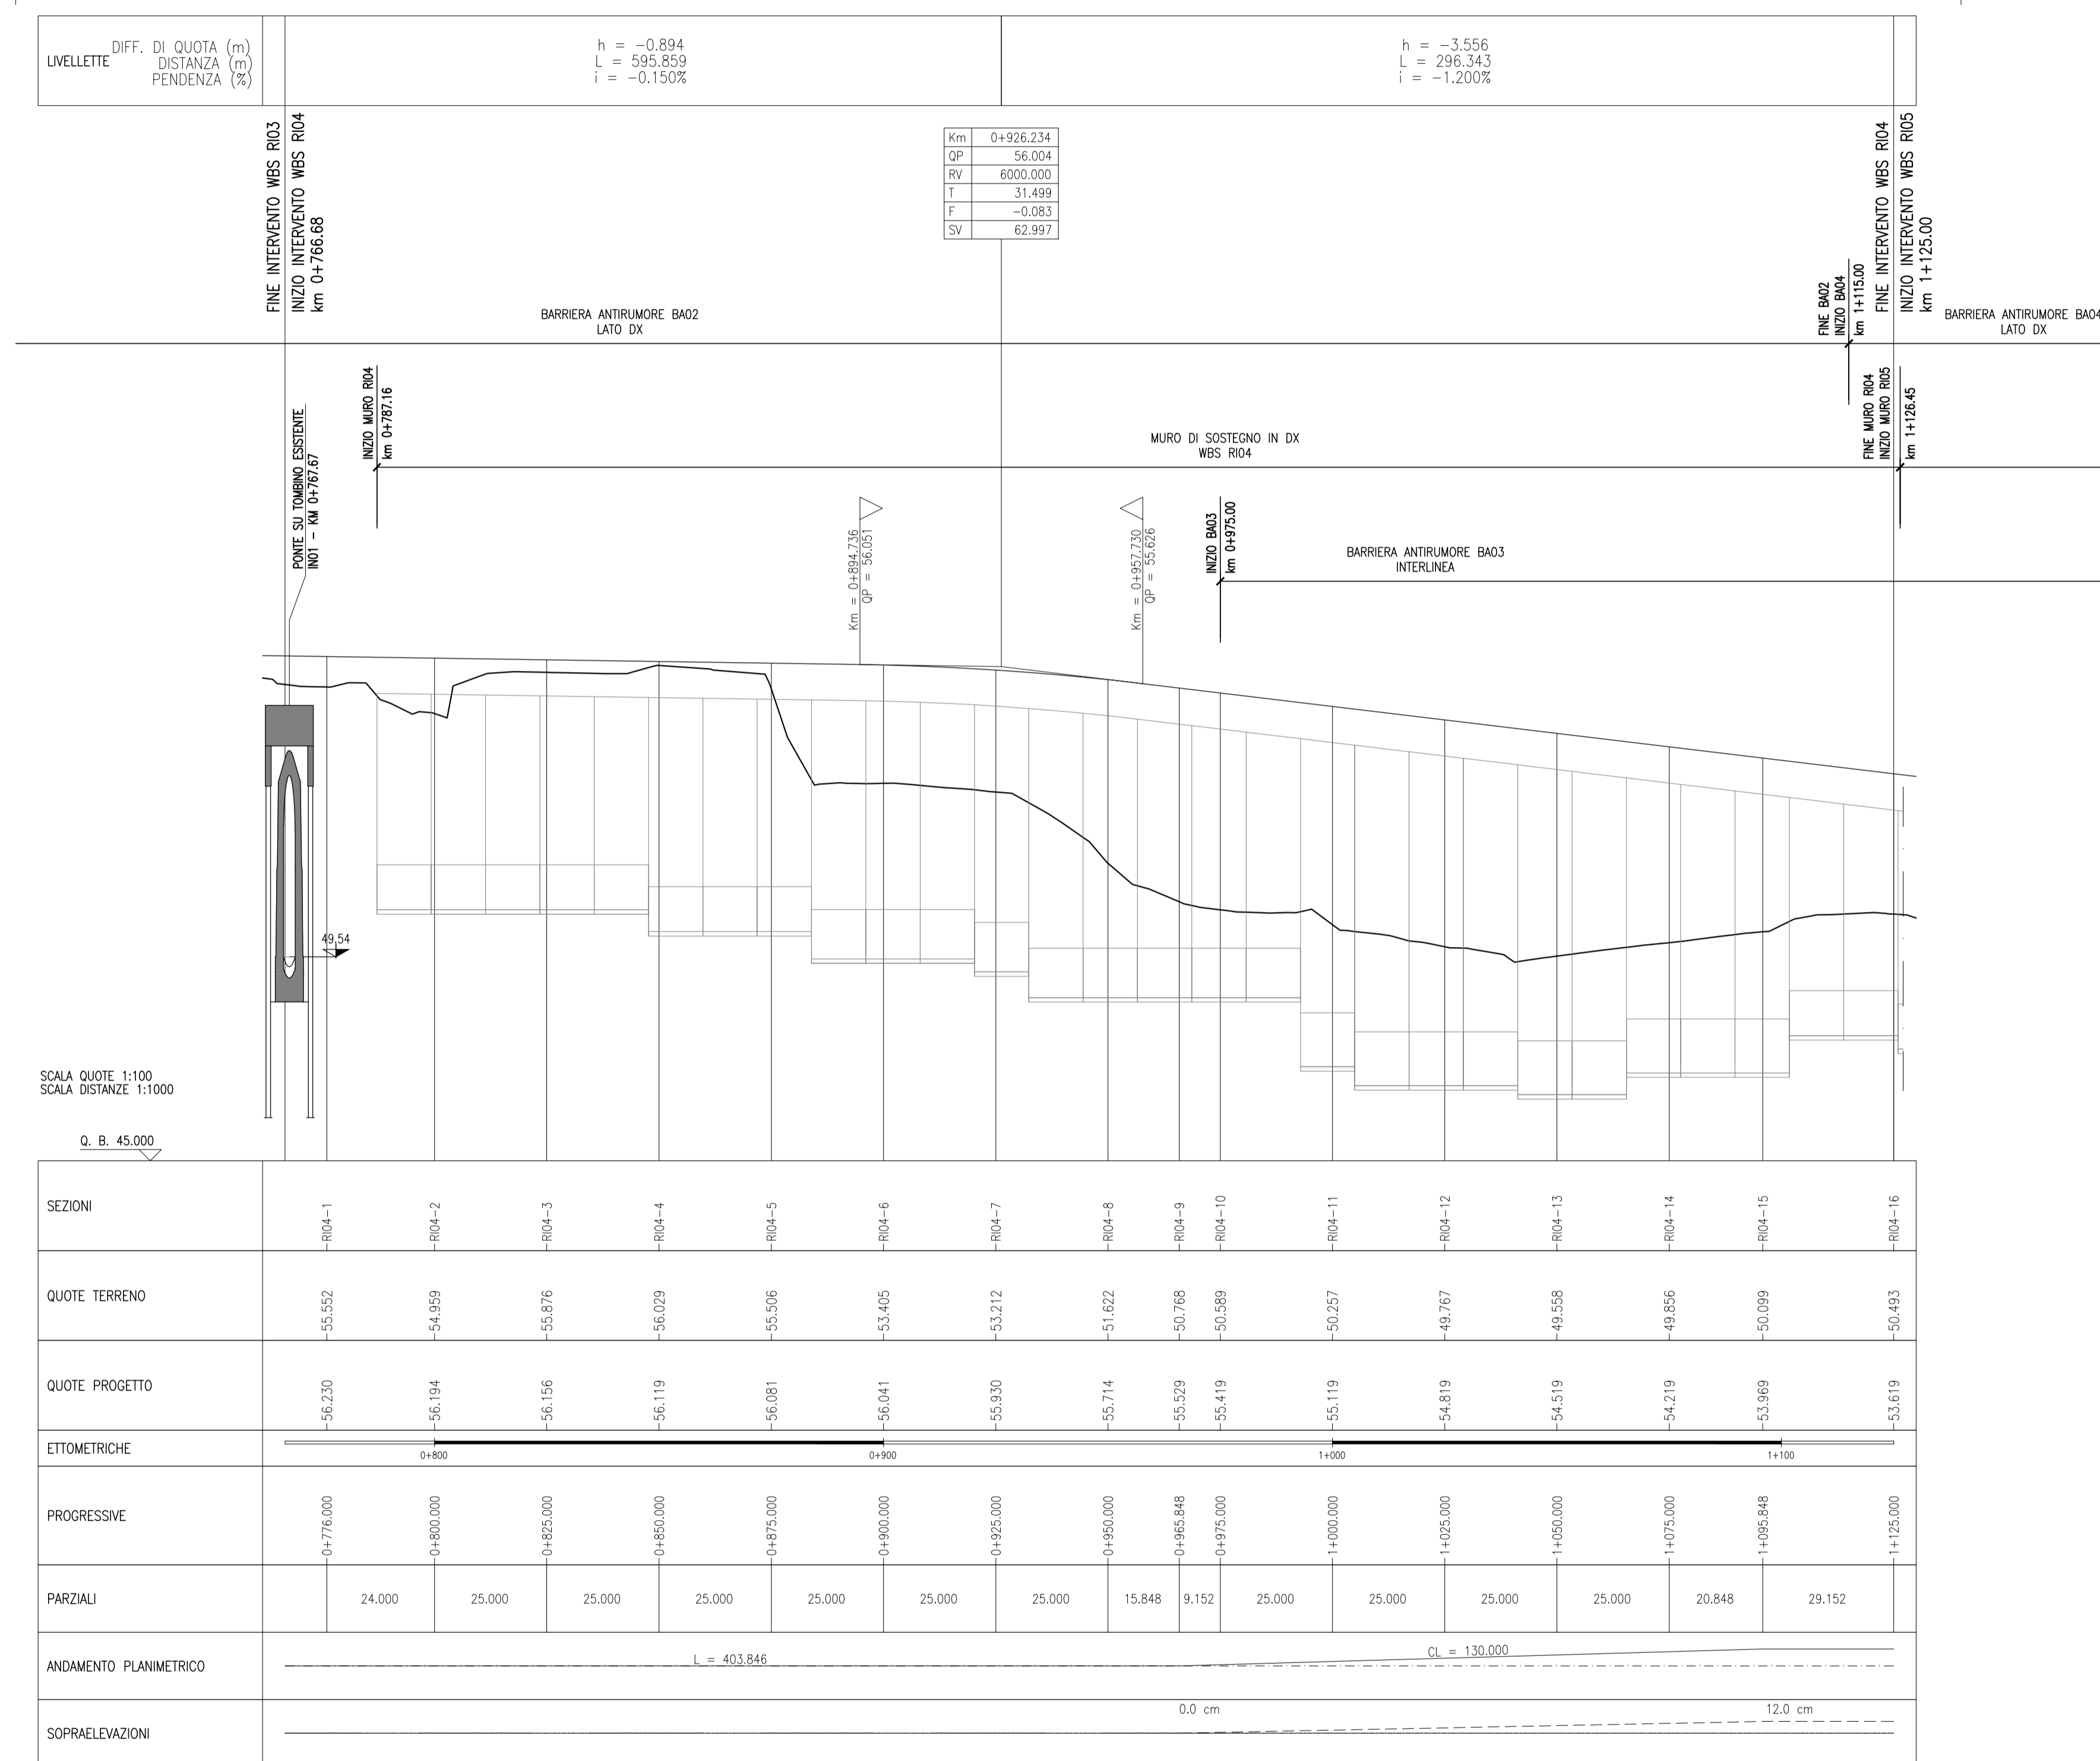 LIVELLETTE
DIFF. DI QUOTA (m)
DISTANZA (m)
PENDENZA (%)
h = -0.894
L = 595.859
i = -0.150%
h = -3.556
L = 296.343
i = -1.200%
FINE INTERVENTO WBS RI03
INIZIO INTERVENTO WBS RI04
km 0+766.68
Km 0+926.234
QP 56.004
RV 6000.000
T 31.499
F -0.083
SV 62.997
FINE INTERVENTO WBS RI04
INIZIO INTERVENTO WBS RI05
km 1+125.00
BARRIERA ANTIRUMORE BA02
LATO DX
FINE BA02
INIZIO BA04
km 1+115.00
BARRIERA ANTIRUMORE BA04
LATO DX
PONTE SU TOMBINO ESISTENTE
IN01 - KM 0+767.67
INIZIO MURO RI04
km 0+787.16
MURO DI SOSTEGNO IN DX
WBS RI04
FINE MURO RI04
INIZIO MURO RI05
km 1+126.45
Km = 0+894.736
QP = 56.051
Km = 0+957.730
QP = 55.626
INIZIO BA03
km 0+975.00
BARRIERA ANTIRUMORE BA03
INTERLINEA
49.54
SCALA QUOTE 1:100
SCALA DISTANZE 1:1000
Q. B. 45.000
SEZIONI
RI04-1 RI04-2 RI04-3 RI04-4 RI04-5 RI04-6 RI04-7 RI04-8 RI04-9 RI04-10 RI04-11 RI04-12 RI04-13 RI04-14 RI04-15 RI04-16
QUOTE TERRENO
55.552 54.959 55.876 56.029 55.506 53.405 53.212 51.622 50.768 50.589 50.257 49.767 49.558 49.856 50.099 50.493
QUOTE PROGETTO
56.230 56.194 56.156 56.119 56.081 56.041 55.930 55.714 55.529 55.419 55.119 54.819 54.519 54.219 53.969 53.619
ETTOMETRICHE
0+800 0+900 1+000 1+100
PROGRESSIVE
0+776.000 0+800.000 0+825.000 0+850.000 0+875.000 0+900.000 0+925.000 0+950.000 0+965.848 0+975.000 1+000.000 1+025.000 1+050.000 1+075.000 1+095.848 1+125.000
PARZIALI
24.000 25.000 25.000 25.000 25.000 25.000 25.000 15.848 9.152 25.000 25.000 25.000 25.000 20.848 29.152
ANDAMENTO PLANIMETRICO
L = 403.846
CL = 130.000
SOPRAELEVAZIONI
0.0 cm
12.0 cm